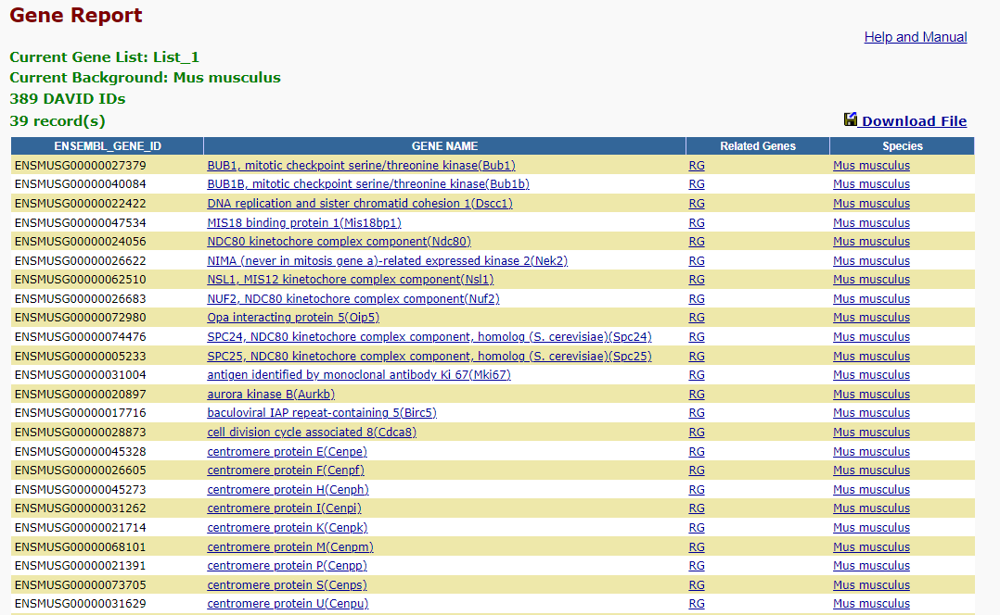 Gene Report
Help and Manual
Current Gene List: List_1
Current Background: Mus musculus
389 DAVID IDs
39 record(s)
Download File
ENSEMBL_GENE_ID GENE NAME Related Genes Species
ENSMUSG00000027379 BUB1, mitotic checkpoint serine/threonine kinase(Bub1) RG Mus musculus
ENSMUSG00000040084 BUB1B, mitotic checkpoint serine/threonine kinase(Bub1b) RG Mus musculus
ENSMUSG00000022422 DNA replication and sister chromatid cohesion 1(Dscc1) RG Mus musculus
ENSMUSG00000047534 MIS18 binding protein 1(Mis18bp1) RG Mus musculus
ENSMUSG00000024056 NDC80 kinetochore complex component(Ndc80) RG Mus musculus
ENSMUSG00000026622 NIMA (never in mitosis gene a)-related expressed kinase 2(Nek2) RG Mus musculus
ENSMUSG00000062510 NSL1, MIS12 kinetochore complex component(Nsl1) RG Mus musculus
ENSMUSG00000026683 NUF2, NDC80 kinetochore complex component(Nuf2) RG Mus musculus
ENSMUSG00000072980 Opa interacting protein 5(Oip5) RG Mus musculus
ENSMUSG00000074476 SPC24, NDC80 kinetochore complex component, homolog (S. cerevisiae)(Spc24) RG Mus musculus
ENSMUSG00000005233 SPC25, NDC80 kinetochore complex component, homolog (S. cerevisiae)(Spc25) RG Mus musculus
ENSMUSG00000031004 antigen identified by monoclonal antibody Ki 67(Mki67) RG Mus musculus
ENSMUSG00000020897 aurora kinase B(Aurkb) RG Mus musculus
ENSMUSG00000017716 baculoviral IAP repeat-containing 5(Birc5) RG Mus musculus
ENSMUSG00000028873 cell division cycle associated 8(Cdca8) RG Mus musculus
ENSMUSG00000045328 centromere protein E(Cenpe) RG Mus musculus
ENSMUSG00000026605 centromere protein F(Cenpf) RG Mus musculus
ENSMUSG00000045273 centromere protein H(Cenph) RG Mus musculus
ENSMUSG00000031262 centromere protein I(Cenpi) RG Mus musculus
ENSMUSG00000021714 centromere protein K(Cenpk) RG Mus musculus
ENSMUSG00000068101 centromere protein M(Cenpm) RG Mus musculus
ENSMUSG00000021391 centromere protein P(Cenpp) RG Mus musculus
ENSMUSG00000073705 centromere protein S(Cenps) RG Mus musculus
ENSMUSG00000031629 centromere protein U(Cenpu) RG Mus musculus